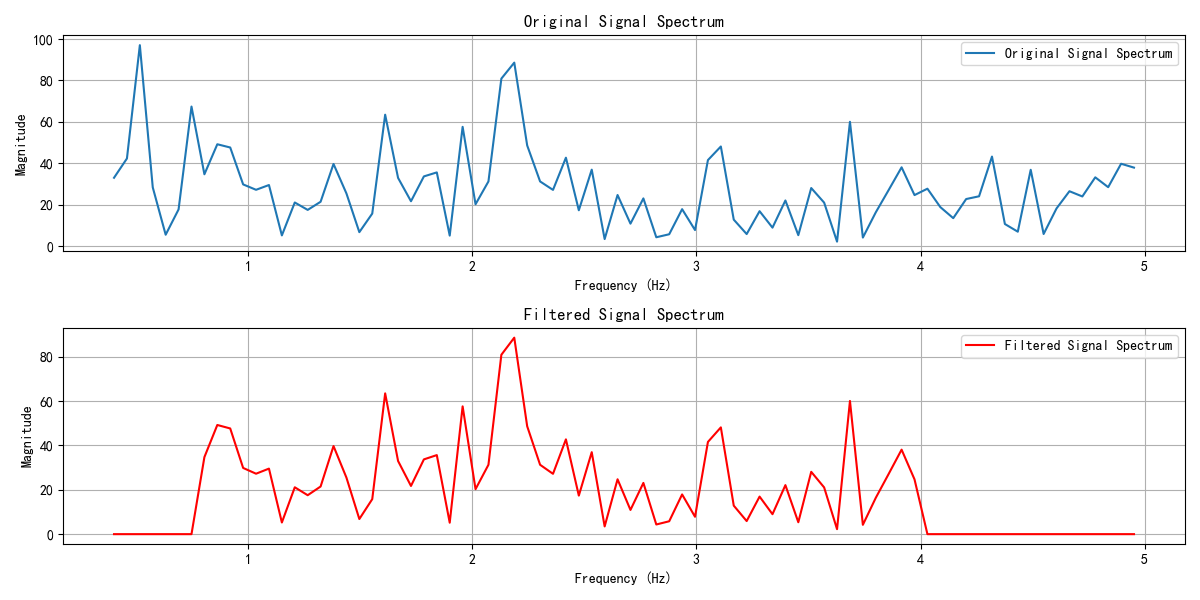 Original Signal Spectrum
Original Signal Spectrum
Magnitude
100
80
60
40
20
0
1
2
3
4
5
Frequency (Hz)
Filtered Signal Spectrum
Filtered Signal Spectrum
Magnitude
80
60
40
20
0
1
2
3
4
5
Frequency (Hz)